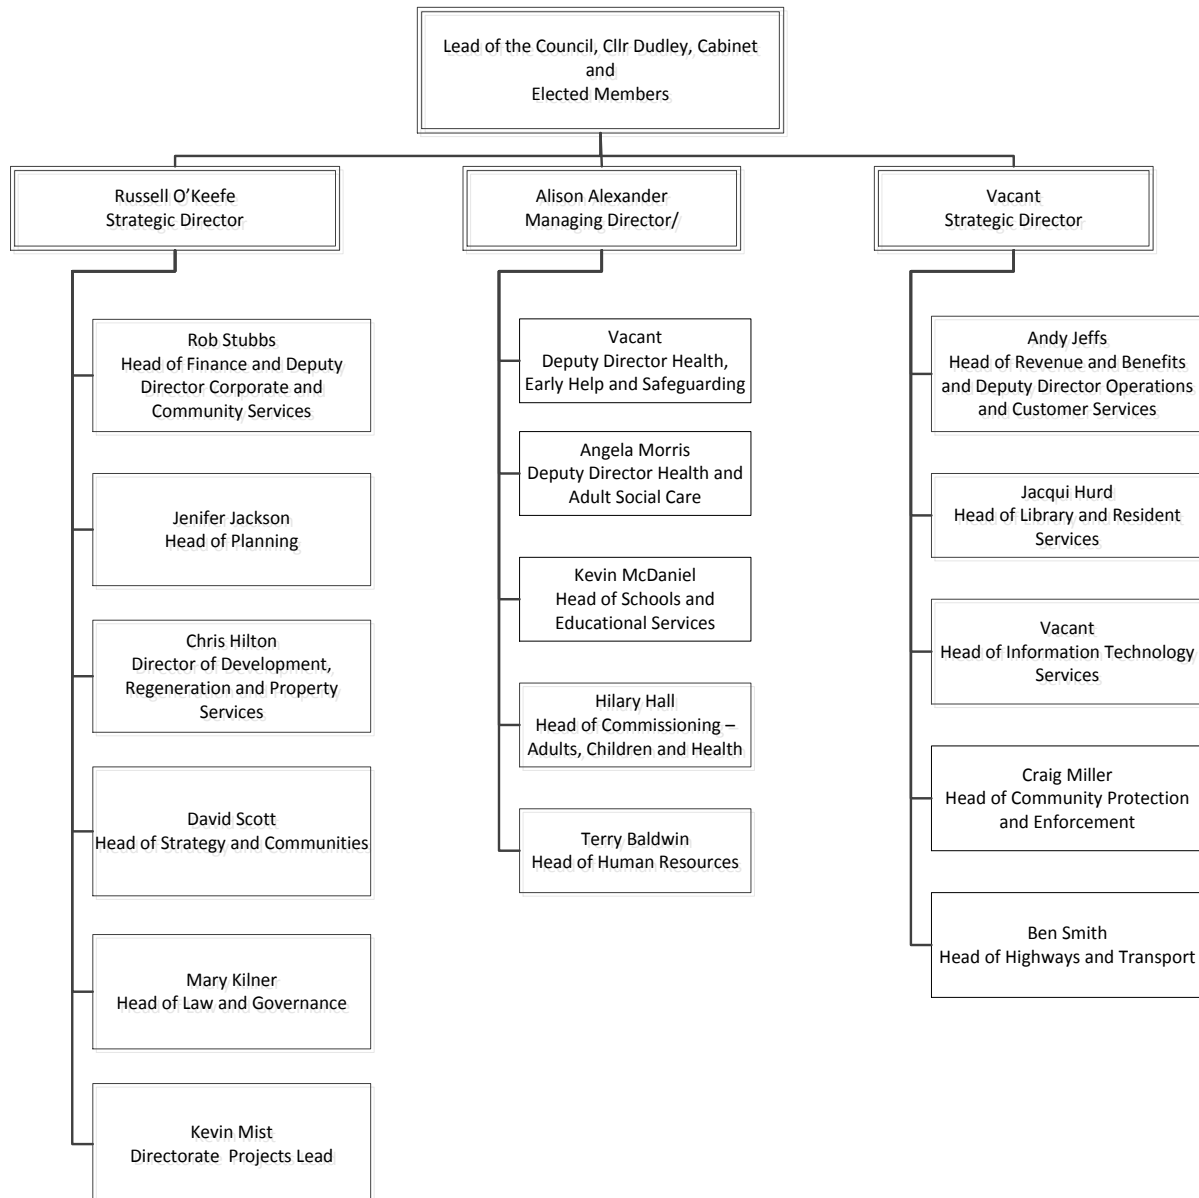 Lead of the Council, Cllr Dudley, Cabinet
and
Elected Members
Russell O’Keefe
Strategic Director
Alison Alexander
Managing Director/
Vacant
Strategic Director
Rob Stubbs
Head of Finance and Deputy
Director Corporate and
Community Services
Jenifer Jackson
Head of Planning
Chris Hilton
Director of Development,
Regeneration and Property
Services
David Scott
Head of Strategy and Communities
Mary Kilner
Head of Law and Governance
Kevin Mist
Directorate  Projects Lead
Vacant
Deputy Director Health,
Early Help and Safeguarding
Angela Morris
Deputy Director Health and
Adult Social Care
Kevin McDaniel
Head of Schools and
Educational Services
Hilary Hall
Head of Commissioning –
Adults, Children and Health
Terry Baldwin
Head of Human Resources
Andy Jeffs
Head of Revenue and Benefits
and Deputy Director Operations
and Customer Services
Jacqui Hurd
Head of Library and Resident
Services
Vacant
Head of Information Technology
Services
Craig Miller
Head of Community Protection
and Enforcement
Ben Smith
Head of Highways and Transport